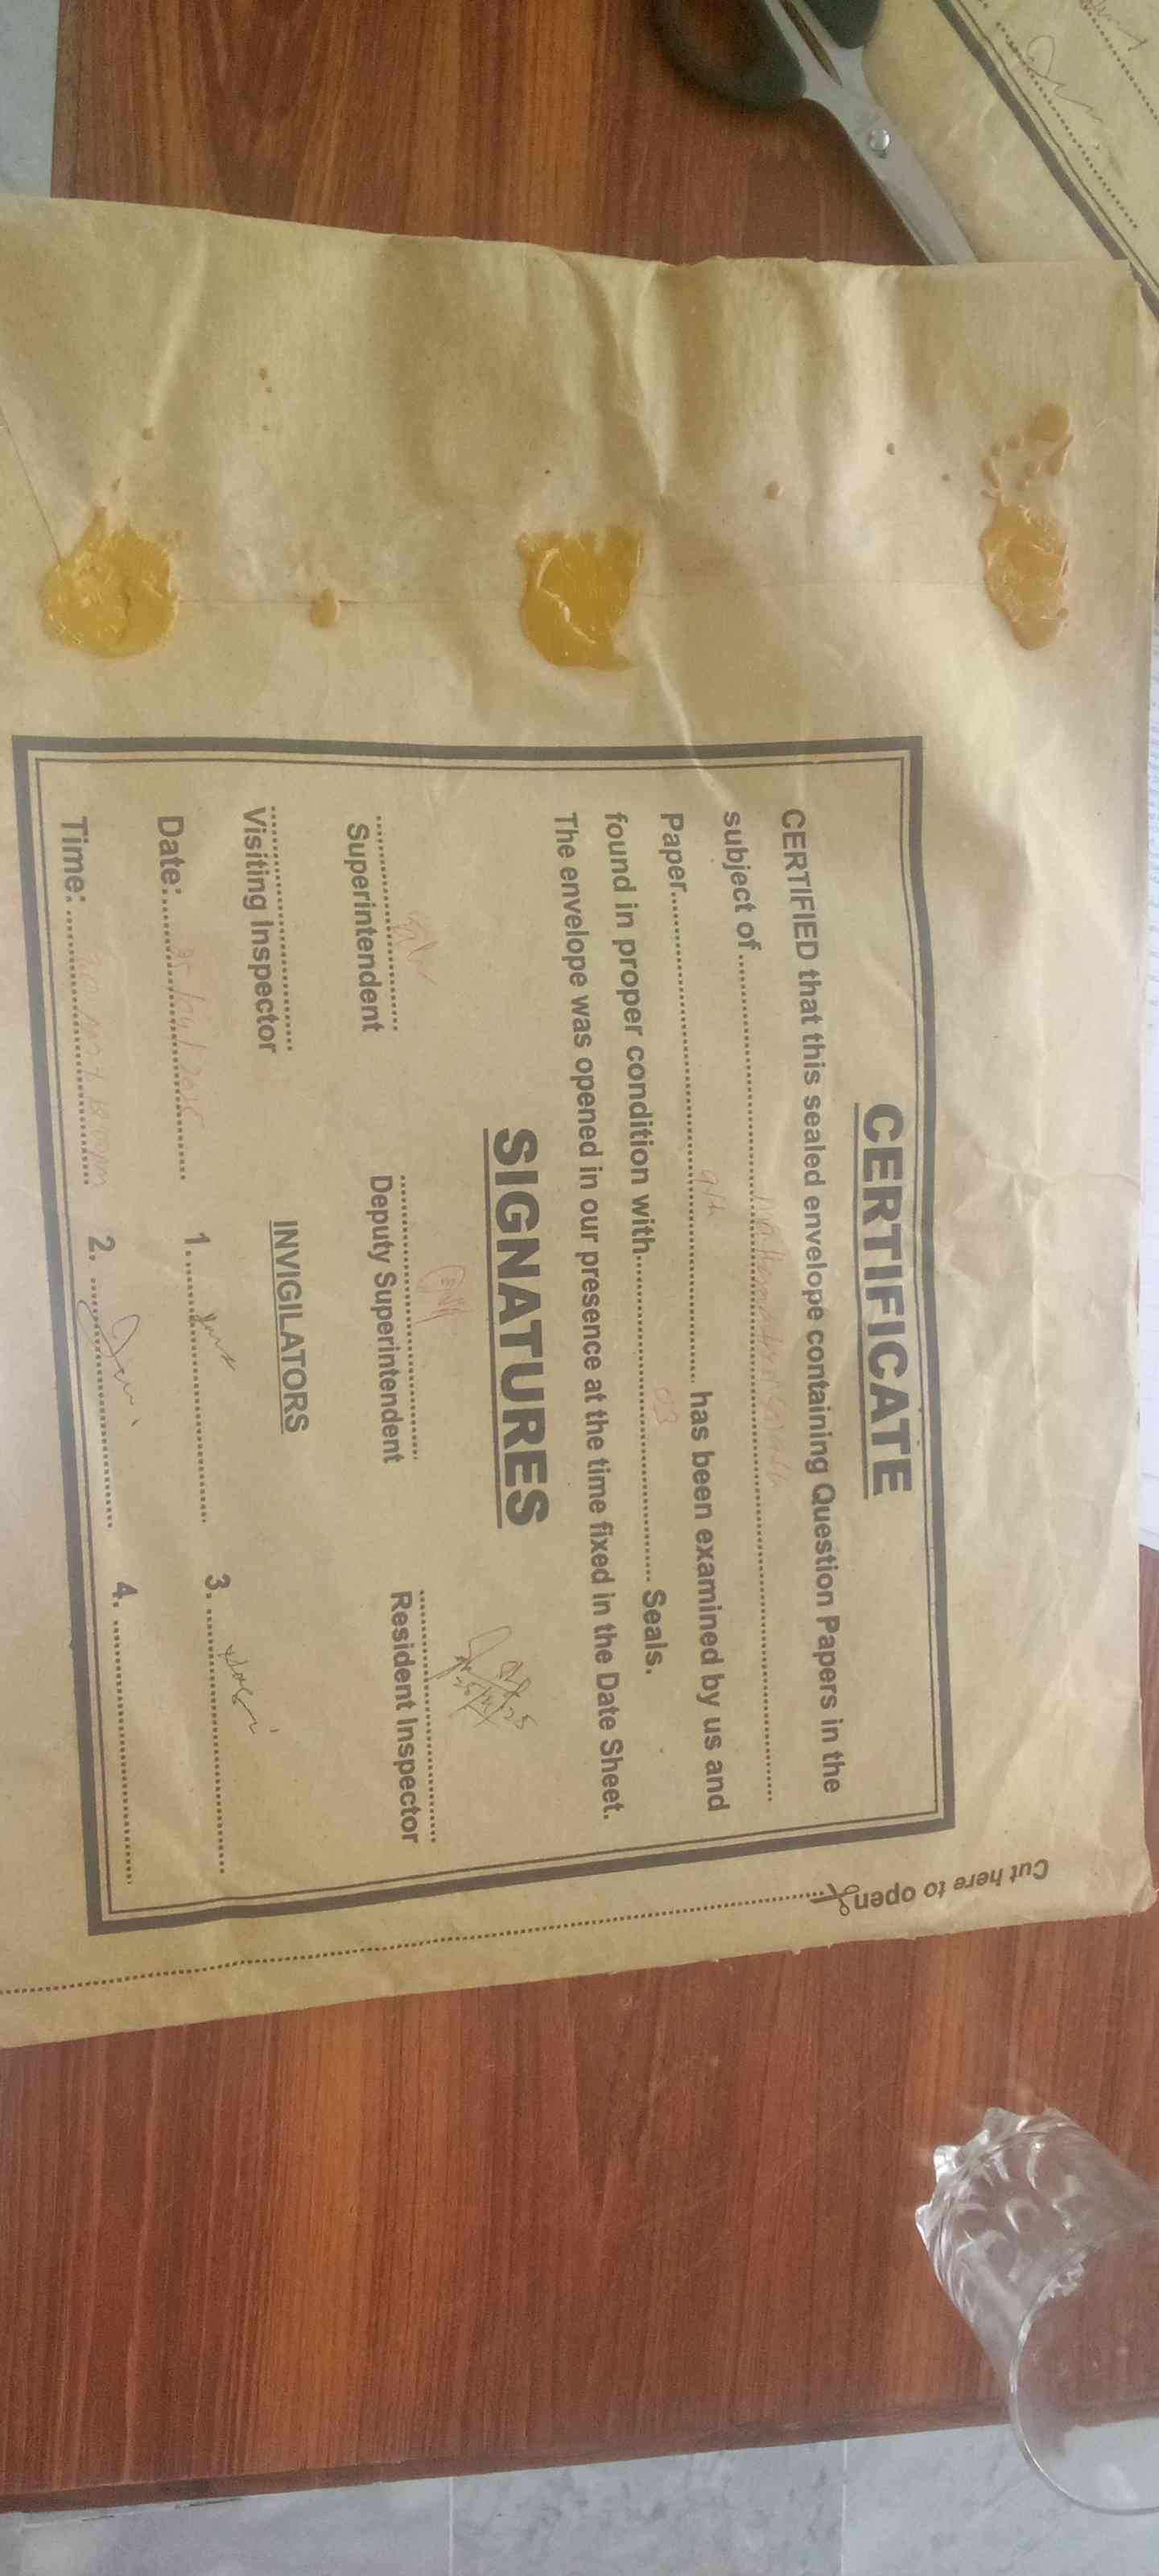 CERTIFICATE
CERTIFIED that this sealed envelope containing Question Papers in the
subject of ..........
Paper.......... 9th .......... has been examined by us and
found in proper condition with.......... 03 .......... Seals.
The envelope was opened in our presence at the time fixed in the Date Sheet.
SIGNATURES
Superintendent
Deputy Superintendent
Resident Inspector
Visiting Inspector
INVIGILATORS
Date:..........
1. ..........
3. ..........
Time: ..........
2. ..........
4. ..........
Cut here to open